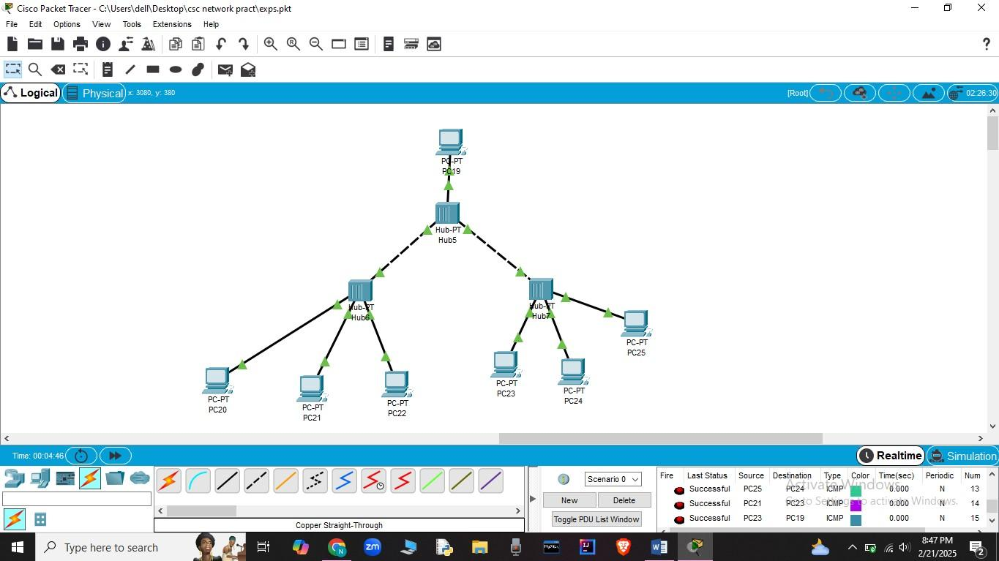 Cisco Packet Tracer - C:\Users\dell\Desktop\csc network pract\exps.pkt
File Edit Options View Tools Extensions Help
Logical Physical x: 3080, y: 380 [Root] 02:26:30
PC-PT
PC19
Hub-PT
Hub5
Hub-PT
Hub6
Hub-PT
Hub7
PC-PT
PC25
PC-PT
PC20
PC-PT
PC21
PC-PT
PC22
PC-PT
PC23
PC-PT
PC24
Time: 00:04:46 Realtime Simulation
Scenario 0
New Delete
Toggle PDU List Window
Copper Straight-Through
Fire Last Status Source Destination Type Color Time(sec) Periodic Num
Successful PC25 PC24 ICMP 0.000 N 13
Successful PC21 PC23 ICMP 0.000 N 14
Successful PC23 PC19 ICMP 0.000 N 15
Activate Windows
Go to Settings to activate Windows.
Type here to search
zm
MySQL
8:47 PM
2/21/2025
2